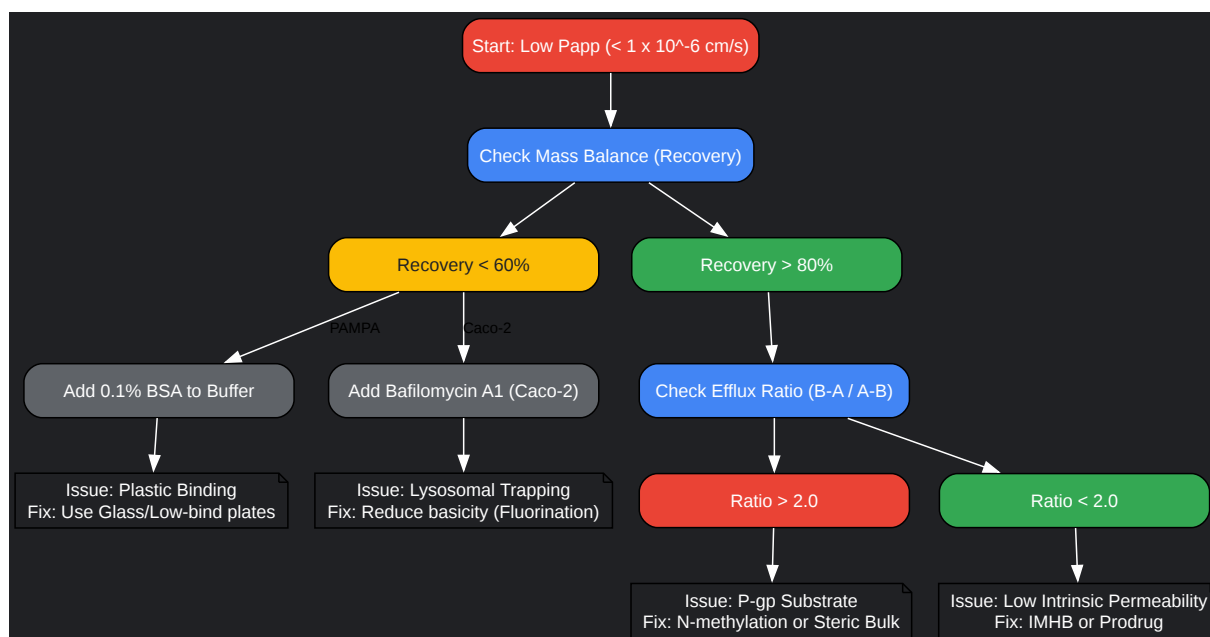 Start: Low Papp (< 1 x 10^-6 cm/s)
Check Mass Balance (Recovery)
Recovery < 60%
Recovery > 80%
PAMPA
Caco-2
Add 0.1% BSA to Buffer
Add Bafilomycin A1 (Caco-2)
Check Efflux Ratio (B-A / A-B)
Issue: Plastic Binding
Fix: Use Glass/Low-bind plates
Issue: Lysosomal Trapping
Fix: Reduce basicity (Fluorination)
Ratio > 2.0
Ratio < 2.0
Issue: P-gp Substrate
Fix: N-methylation or Steric Bulk
Issue: Low Intrinsic Permeability
Fix: IMHB or Prodrug